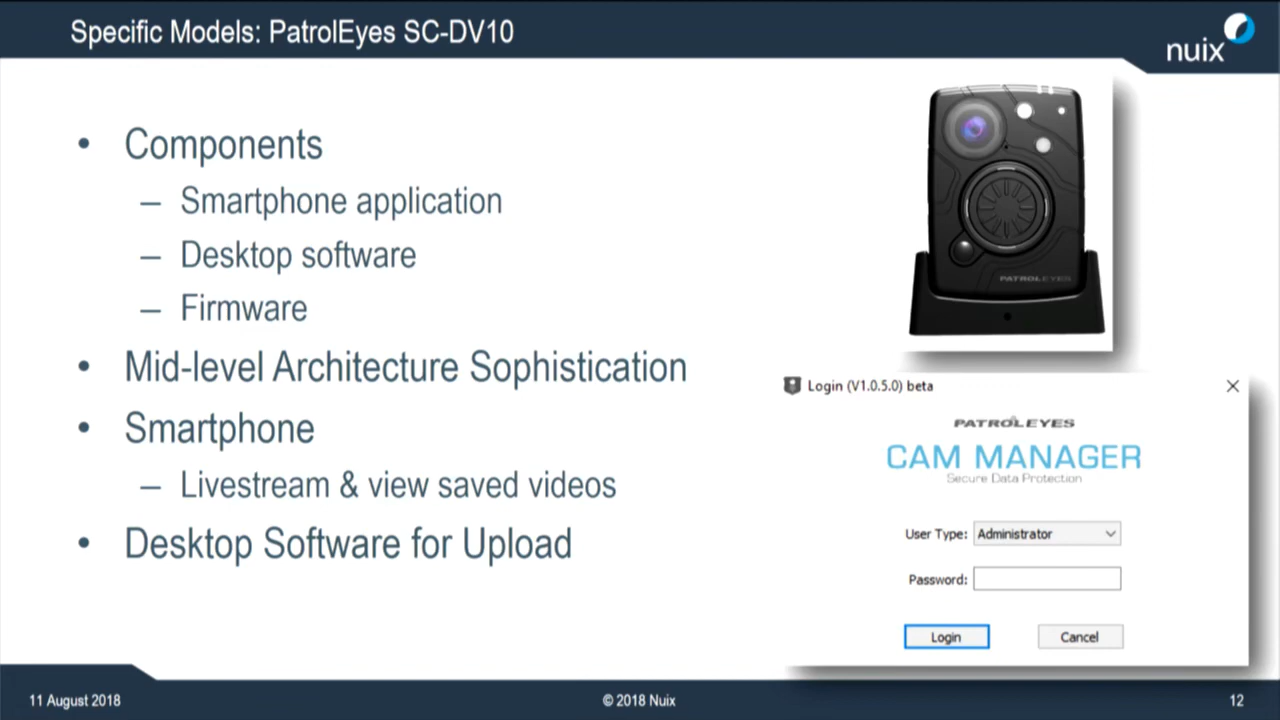 Specific Models: PatrolEyes SC-DV10
nuix
• Components
– Smartphone application
– Desktop software
– Firmware
• Mid-level Architecture Sophistication
• Smartphone
– Livestream & view saved videos
• Desktop Software for Upload
PATROLEYES
Login (V1.0.5.0) beta
PATROLEYES
CAM MANAGER
Secure Data Protection
User Type: Administrator
Password:
Login Cancel
11 August 2018 © 2018 Nuix 12